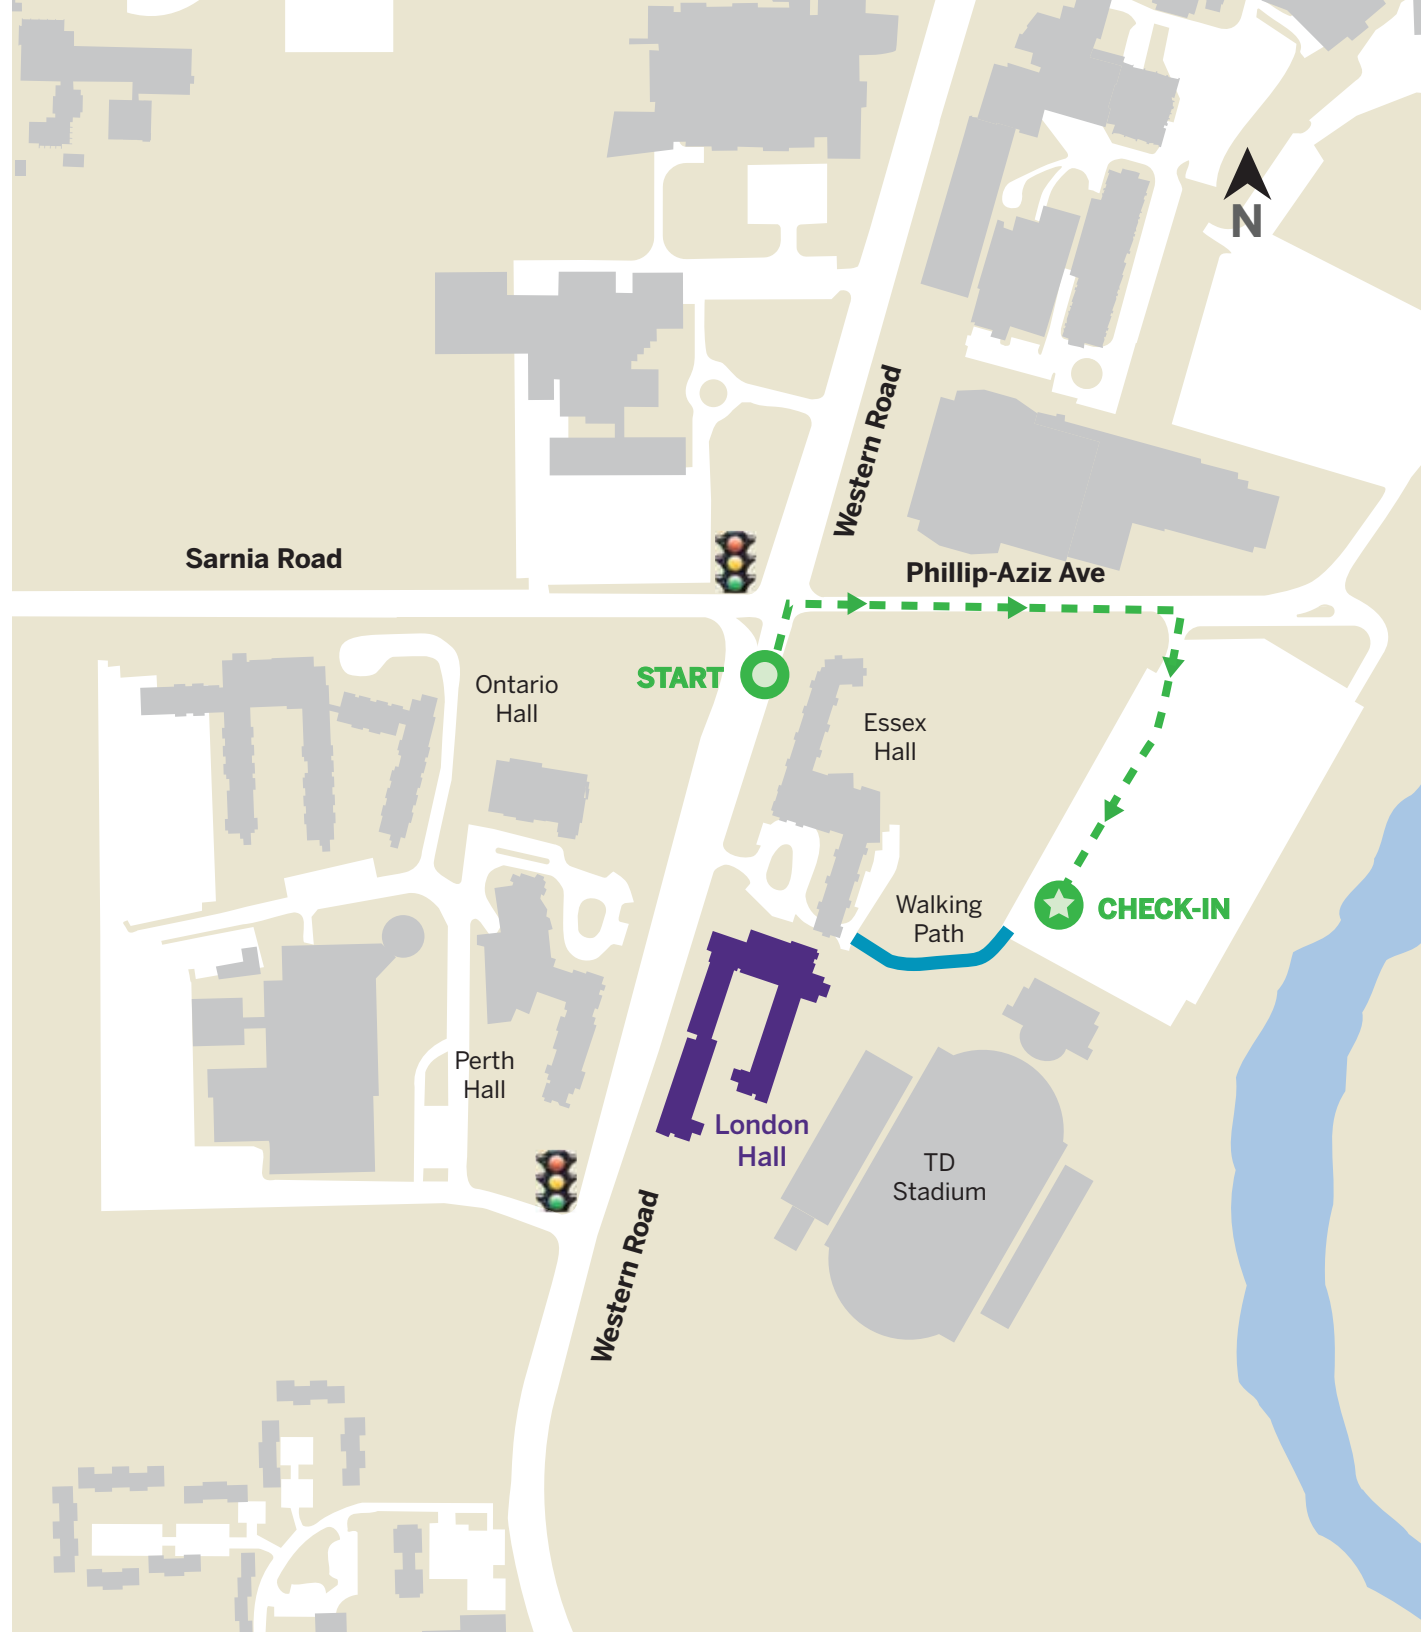 N
Western Road
Sarnia Road
Phillip-Aziz Ave
START
Ontario
Hall
Essex
Hall
Walking
Path
CHECK-IN
Perth
Hall
London
Hall
TD
Stadium
Western Road